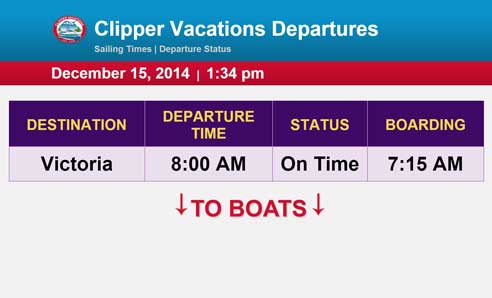 Clipper Vacations Departures
Sailing Times | Departure Status
December 15, 2014 | 1:34 pm
DESTINATION DEPARTURE TIME STATUS BOARDING
Victoria 8:00 AM On Time 7:15 AM
↓TO BOATS↓